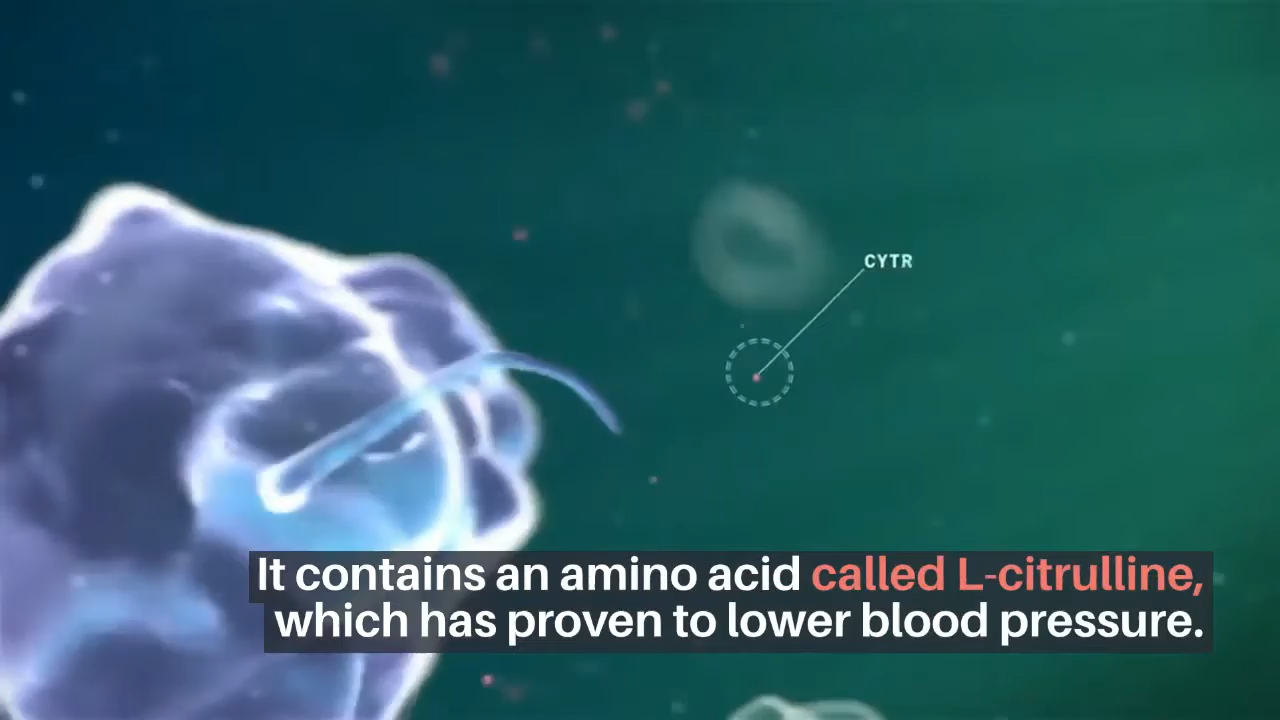 CYTR
It contains an amino acid called L-citrulline,
which has proven to lower blood pressure.